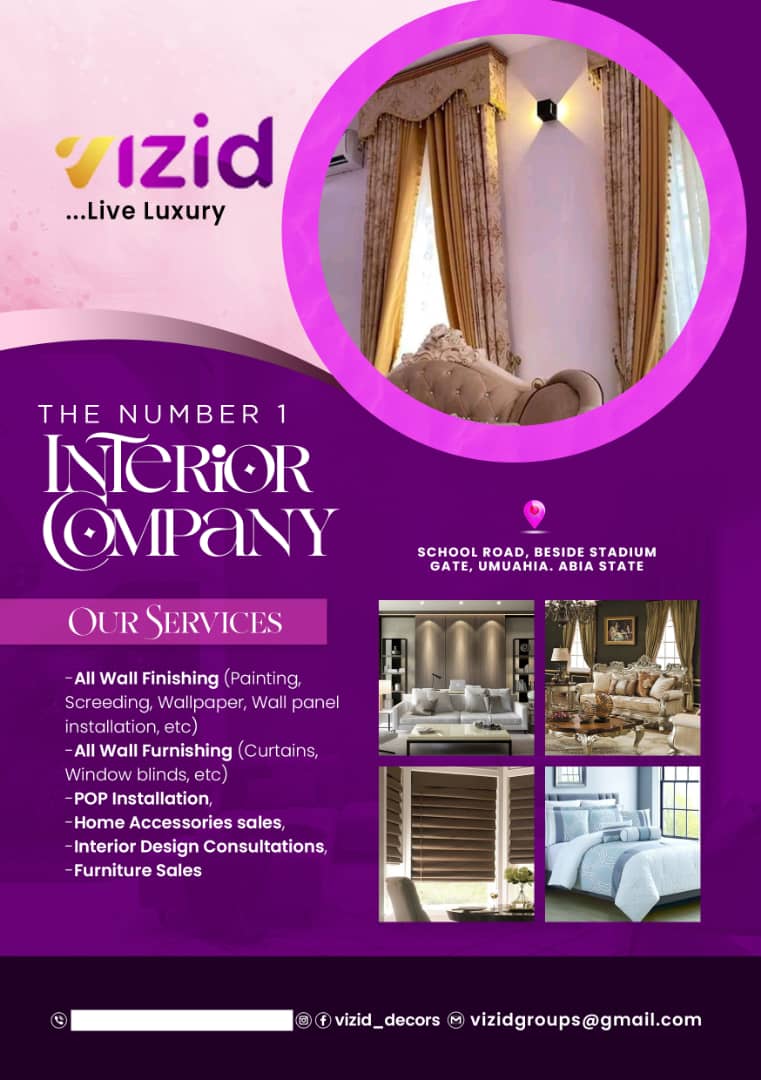 vizid
...Live Luxury
THE NUMBER 1
INTERIOR
COMPANY
SCHOOL ROAD, BESIDE STADIUM
GATE, UMUAHIA. ABIA STATE
OUR SERVICES
-All Wall Finishing (Painting,
Screeding, Wallpaper, Wall panel
installation, etc)
-All Wall Furnishing (Curtains,
Window blinds, etc)
-POP Installation,
-Home Accessories sales,
-Interior Design Consultations,
-Furniture Sales
vizid_decors vizidgroups@gmail.com